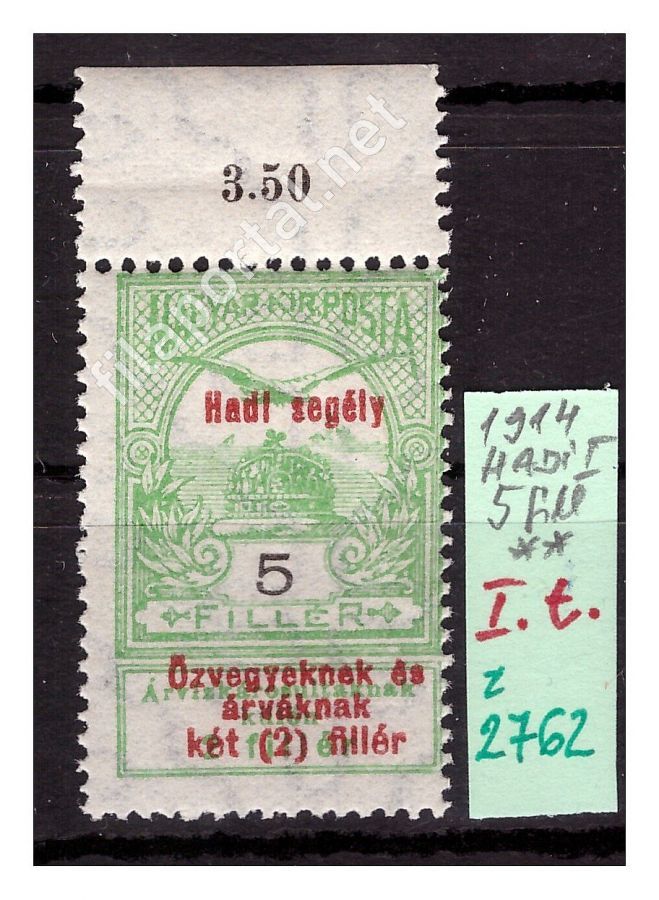 3.50
filaportal.net
MAGYAR KIR. POSTA
Hadi segély
5
FILLÉR
Özvegyeknek és
árváknak
két (2) fillér
1914
HADI I
5 fill
**
I. t.
z
2762